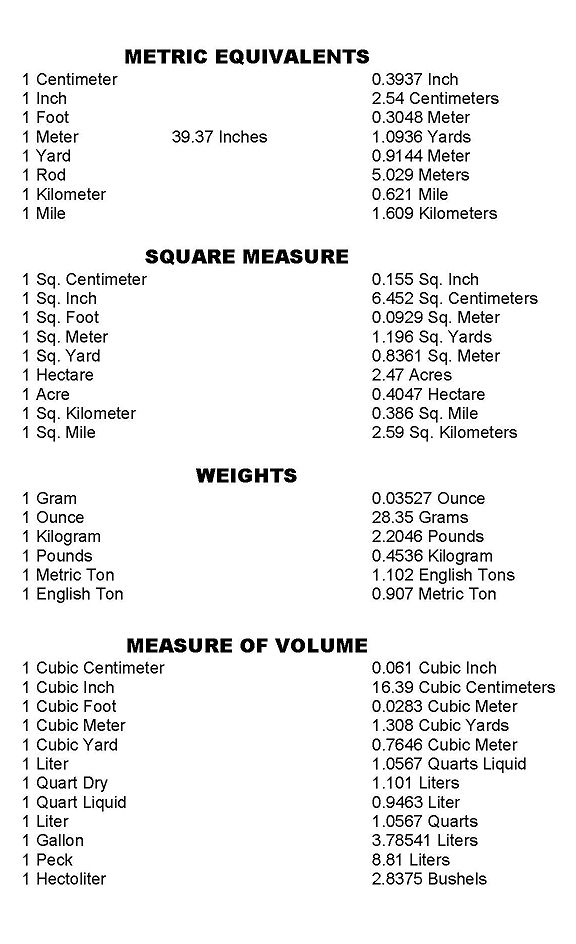 METRIC EQUIVALENTS
1 Centimeter 0.3937 Inch
1 Inch 2.54 Centimeters
1 Foot 0.3048 Meter
1 Meter 39.37 Inches 1.0936 Yards
1 Yard 0.9144 Meter
1 Rod 5.029 Meters
1 Kilometer 0.621 Mile
1 Mile 1.609 Kilometers
SQUARE MEASURE
1 Sq. Centimeter 0.155 Sq. Inch
1 Sq. Inch 6.452 Sq. Centimeters
1 Sq. Foot 0.0929 Sq. Meter
1 Sq. Meter 1.196 Sq. Yards
1 Sq. Yard 0.8361 Sq. Meter
1 Hectare 2.47 Acres
1 Acre 0.4047 Hectare
1 Sq. Kilometer 0.386 Sq. Mile
1 Sq. Mile 2.59 Sq. Kilometers
WEIGHTS
1 Gram 0.03527 Ounce
1 Ounce 28.35 Grams
1 Kilogram 2.2046 Pounds
1 Pounds 0.4536 Kilogram
1 Metric Ton 1.102 English Tons
1 English Ton 0.907 Metric Ton
MEASURE OF VOLUME
1 Cubic Centimeter 0.061 Cubic Inch
1 Cubic Inch 16.39 Cubic Centimeters
1 Cubic Foot 0.0283 Cubic Meter
1 Cubic Meter 1.308 Cubic Yards
1 Cubic Yard 0.7646 Cubic Meter
1 Liter 1.0567 Quarts Liquid
1 Quart Dry 1.101 Liters
1 Quart Liquid 0.9463 Liter
1 Liter 1.0567 Quarts
1 Gallon 3.78541 Liters
1 Peck 8.81 Liters
1 Hectoliter 2.8375 Bushels